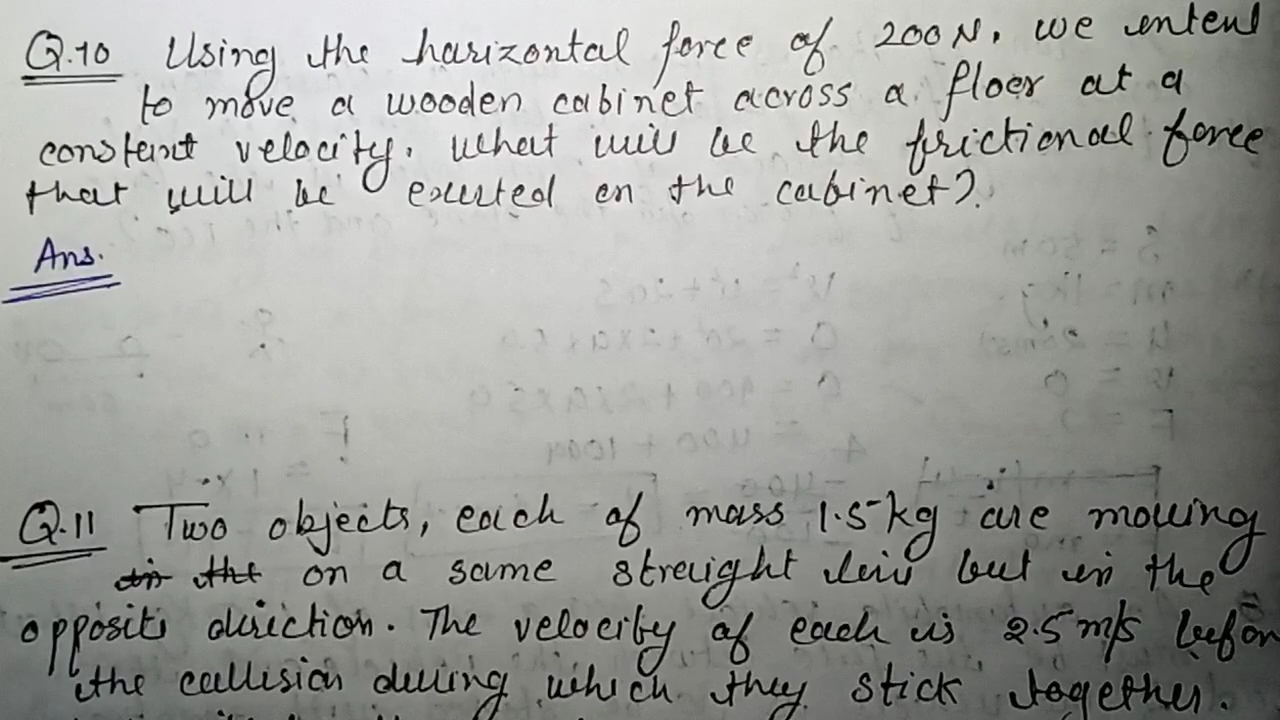 Q.10 Using the harizontal force of 200N, we intend
to move a wooden cabinet across a floor at a
constant velocity. what will be the frictional force
that will be exerted on the cabinet?
Ans.
Q.11 Two objects, each of mass 1.5 kg are moving
on a same straight line but in the
opposite direction. The velocity of each is 2.5 m/s before
the collision during which they stick together.